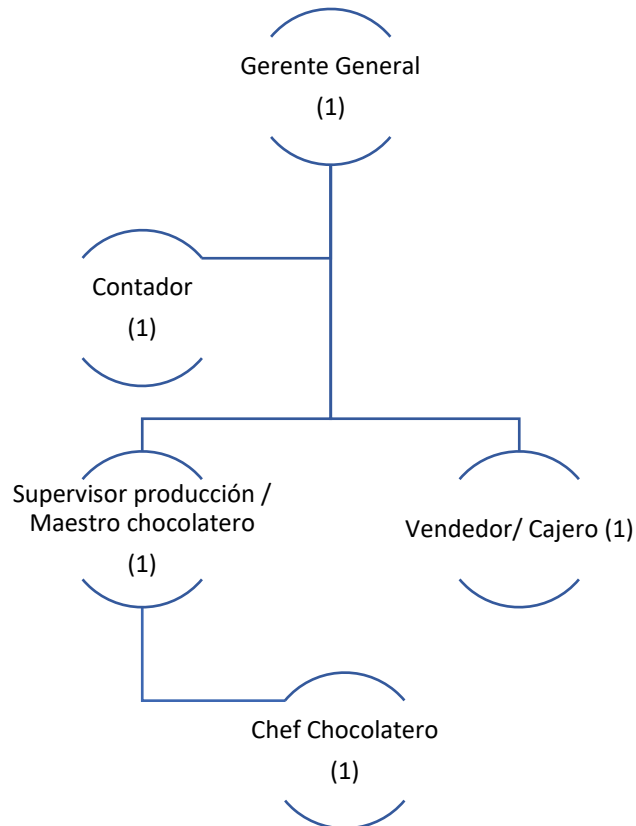 Gerente General
(1)
Contador
(1)
Supervisor producción /
Maestro chocolatero
(1)
Vendedor/ Cajero (1)
Chef Chocolatero
(1)